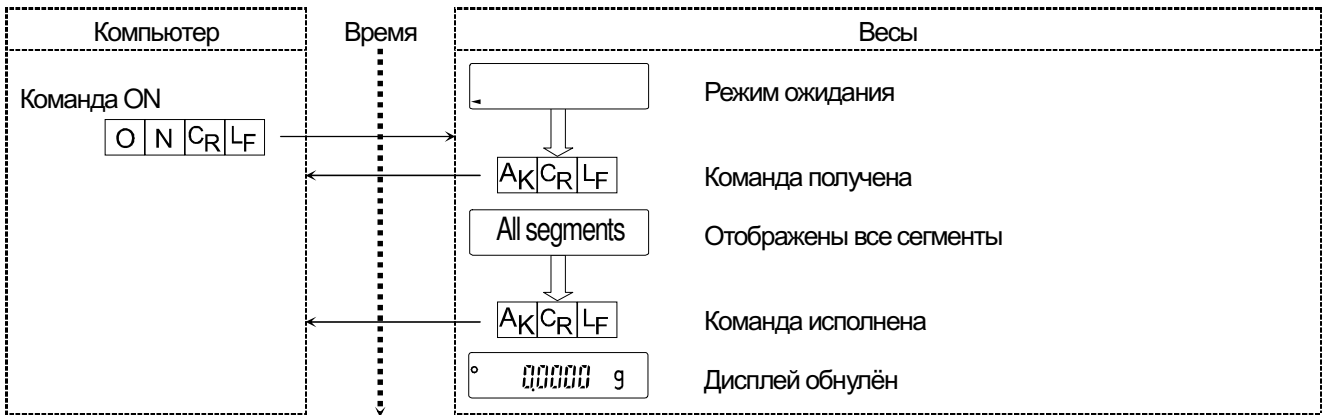 Компьютер Время Весы
Команда ON
Режим ожидания
O N CR LF
AK CR LF Команда получена
All segments Отображены все сегменты
AK CR LF Команда исполнена
0.0000 g Дисплей обнулён